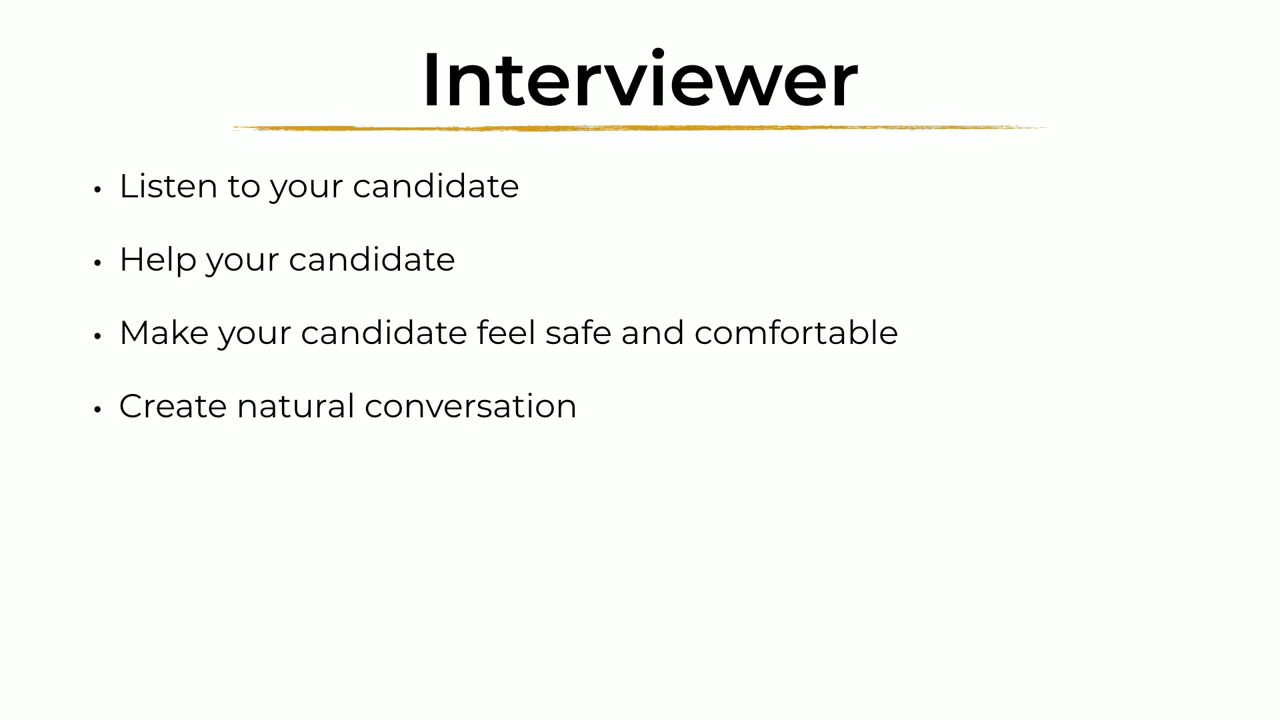 Interviewer
• Listen to your candidate
• Help your candidate
• Make your candidate feel safe and comfortable
• Create natural conversation